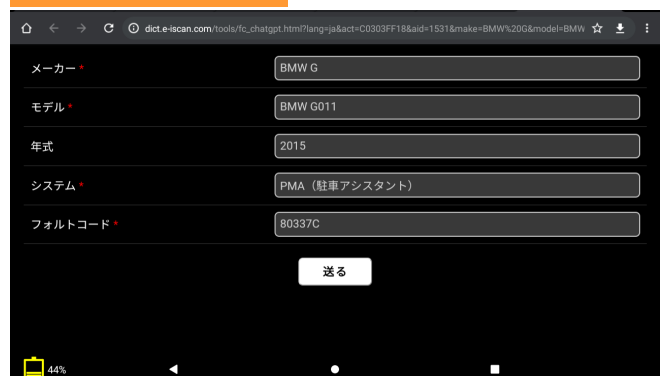 dict.e-iscan.com/tools/fc_chatgpt.html?lang=ja&act=C0303FF18&aid=1531&make=BMW%20G&model=BMW
メーカー * BMW G
モデル * BMW G011
年式 2015
システム * PMA（駐車アシスタント）
フォルトコード * 80337C
送る
44%